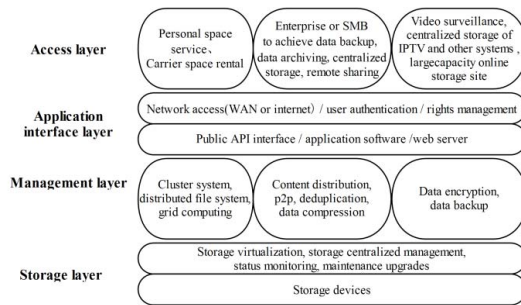 Access layer
Personal space
service、
Carrier space rental
Enterprise or SMB
to achieve data backup,
data archiving, centralized
storage, remote sharing
Video surveillance,
centralized storage of
IPTV and other systems ,
largecapacity online
storage site
Application
interface layer
Network access(WAN or internet) / user authentication / rights management
Public API interface / application software /web server
Management layer
Cluster system,
distributed file system,
grid computing
Content distribution,
p2p, deduplication,
data compression
Data encryption,
data backup
Storage layer
Storage virtualization, storage centralized management,
status monitoring, maintenance upgrades
Storage devices